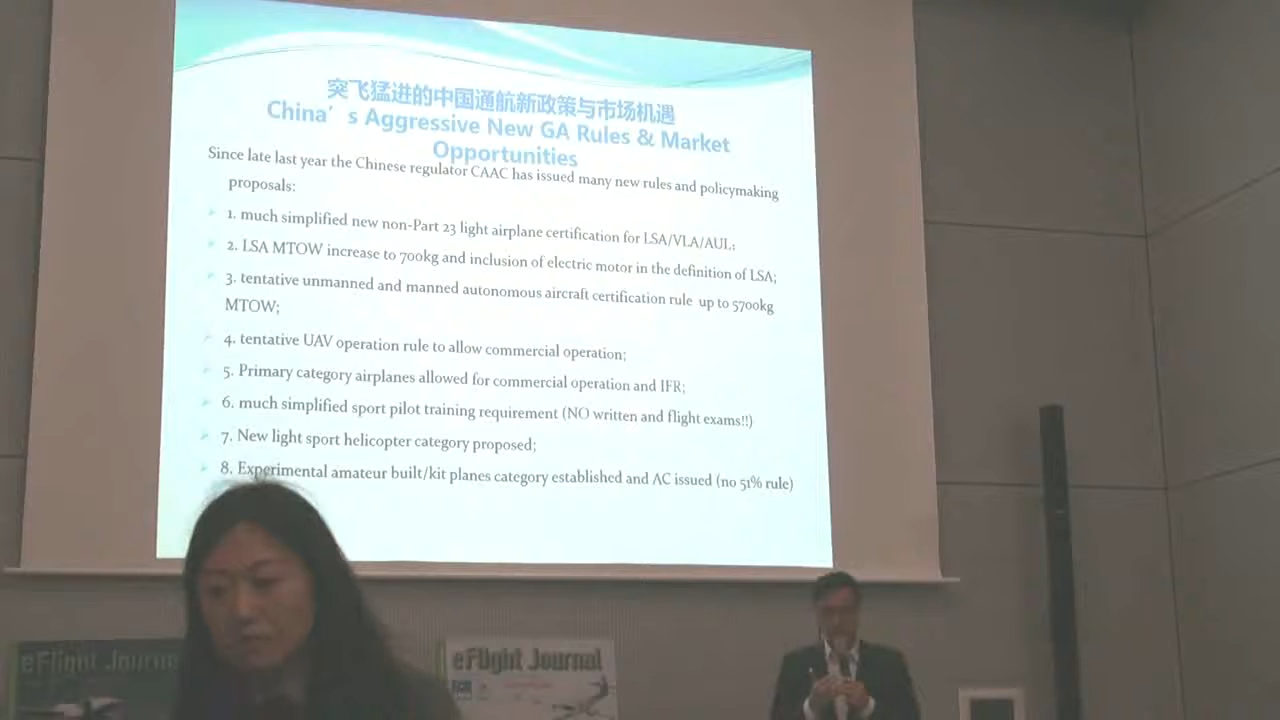 突飞猛进的中国通航新政策与市场机遇
China's Aggressive New GA Rules & Market
Opportunities
Since late last year the Chinese regulator CAAC has issued many new rules and policymaking
proposals:
1. much simplified new non-Part 23 light airplane certification for LSA/VLA/AUL;
2. LSA MTOW increase to 700kg and inclusion of electric motor in the definition of LSA;
3. tentative unmanned and manned autonomous aircraft certification rule up to 5700kg
MTOW;
4. tentative UAV operation rule to allow commercial operation;
5. Primary category airplanes allowed for commercial operation and IFR;
6. much simplified sport pilot training requirement (NO written and flight exams!!)
7. New light sport helicopter category proposed;
8. Experimental amateur built/kit planes category established and AC issued (no 51% rule)
eFlight Journa
eFlight Journal